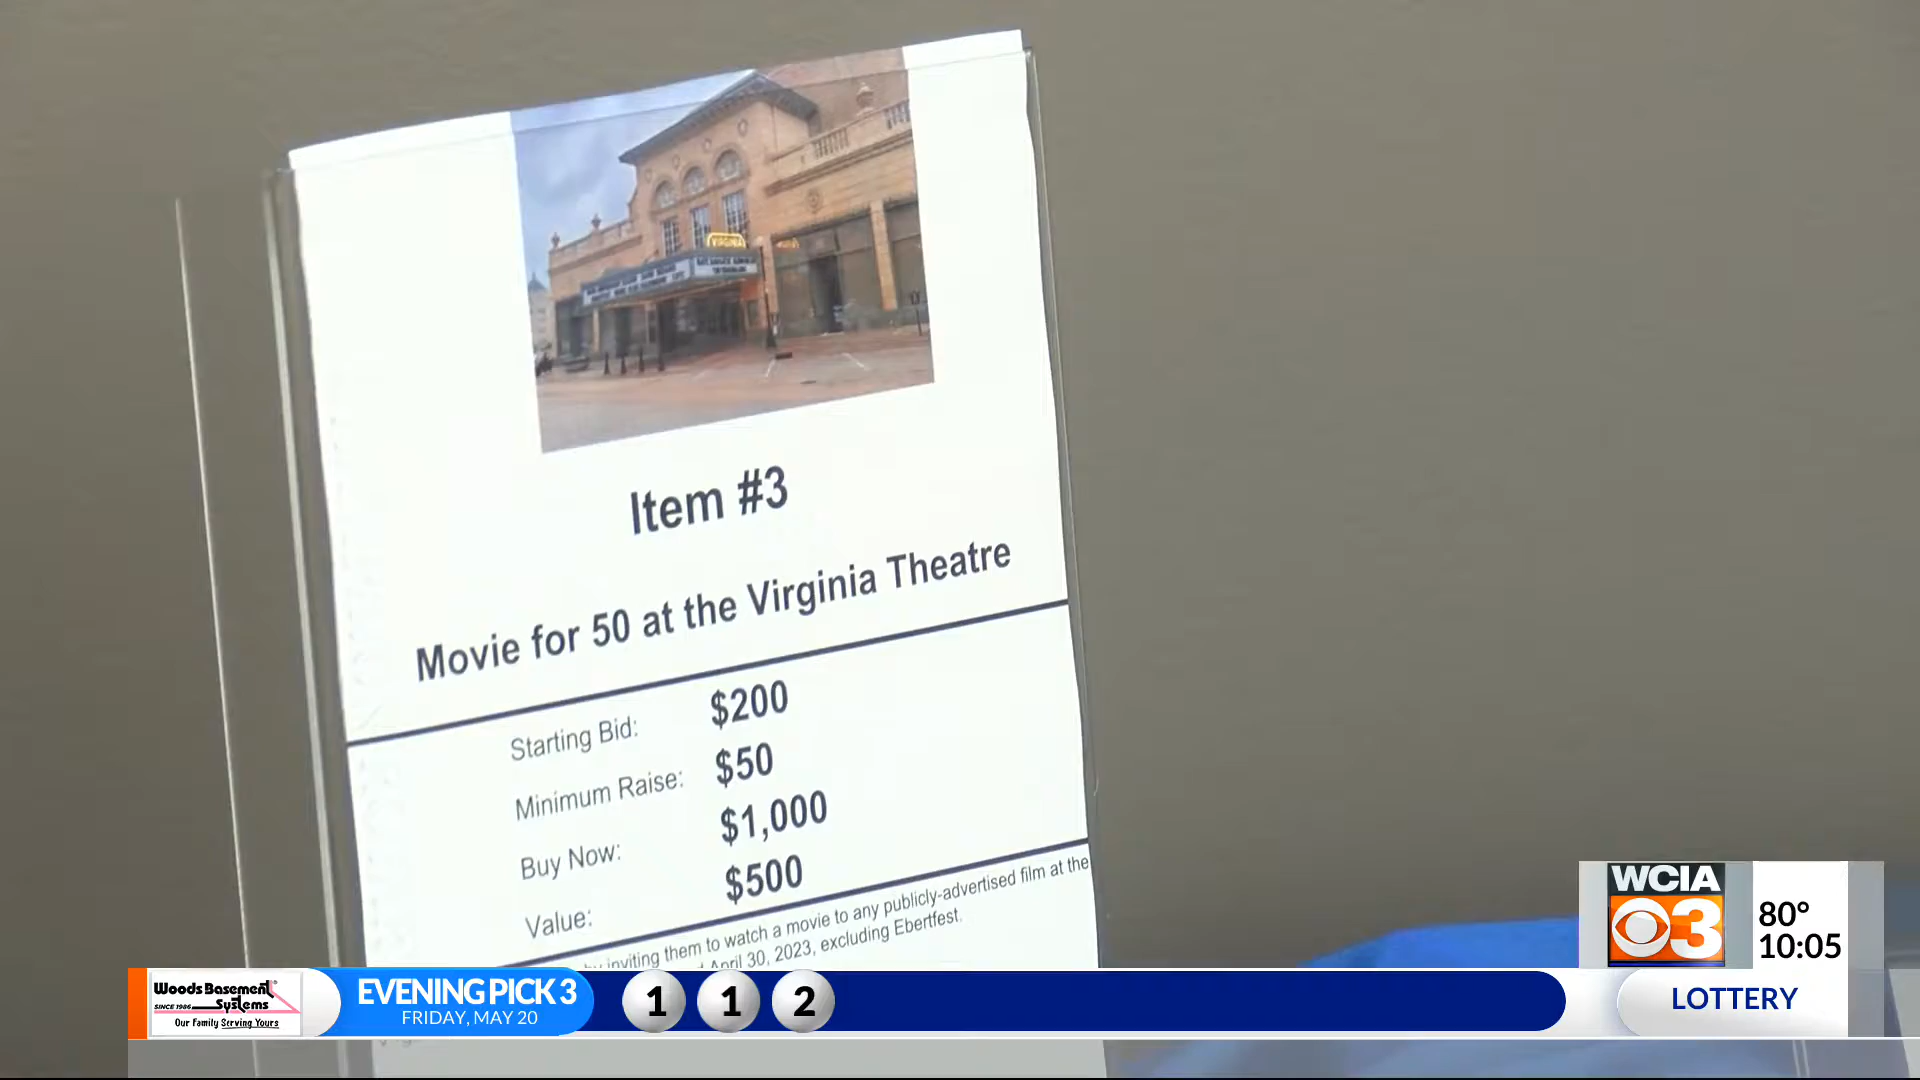 VIRGINIA
Item #3
Movie for 50 at the Virginia Theatre
Starting Bid: $200
Minimum Raise: $50
Buy Now: $1,000
Value: $500
inviting them to watch a movie to any publicly-advertised film at the
April 30, 2023, excluding Ebertfest.
WCIA
3
80°
10:05
Woods Basement
SINCE 1986 Systems
Our Family Serving Yours
EVENING PICK 3
FRIDAY, MAY 20
1 1 2
LOTTERY